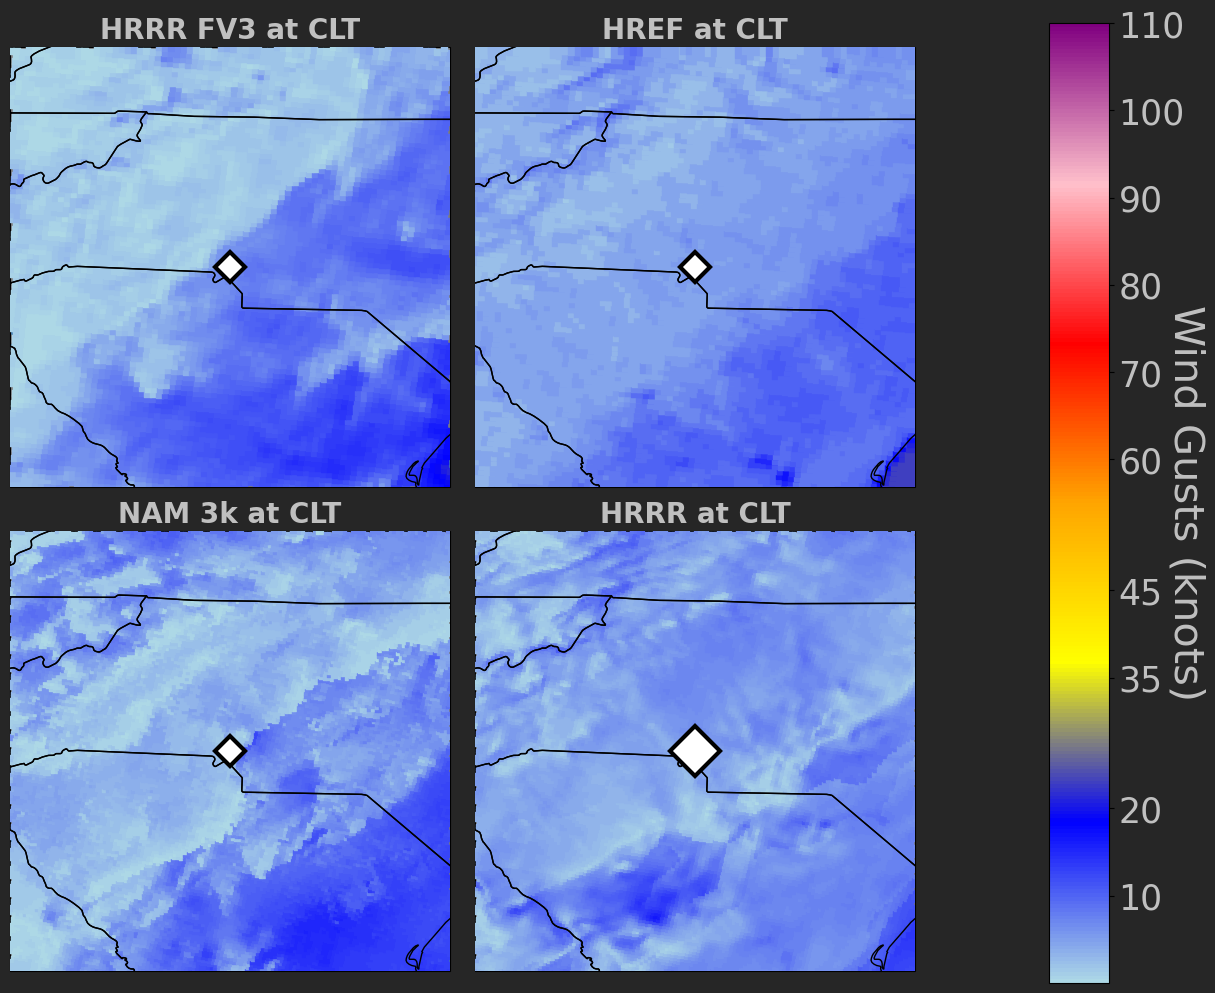 HRRR FV3 at CLT
HREF at CLT
NAM 3k at CLT
HRRR at CLT
110
100
90
80
70
60
45
35
20
10
Wind Gusts (knots)